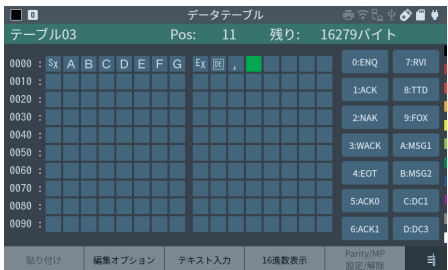 0 データテーブル
テーブル03 Pos: 11 残り: 16279バイト
0000 : SX A B C D E F G EX DE ,
0010 :
0020 :
0030 :
0040 :
0050 :
0060 :
0070 :
0080 :
0090 :
0:ENQ 7:RVI
1:ACK 8:TTD
2:NAK 9:FOX
3:WACK A:MSG1
4:EOT B:MSG2
5:ACK0 C:DC1
6:ACK1 D:DC3
貼り付け 編集オプション テキスト入力 16進数表示 Parity/MP
設定/解除